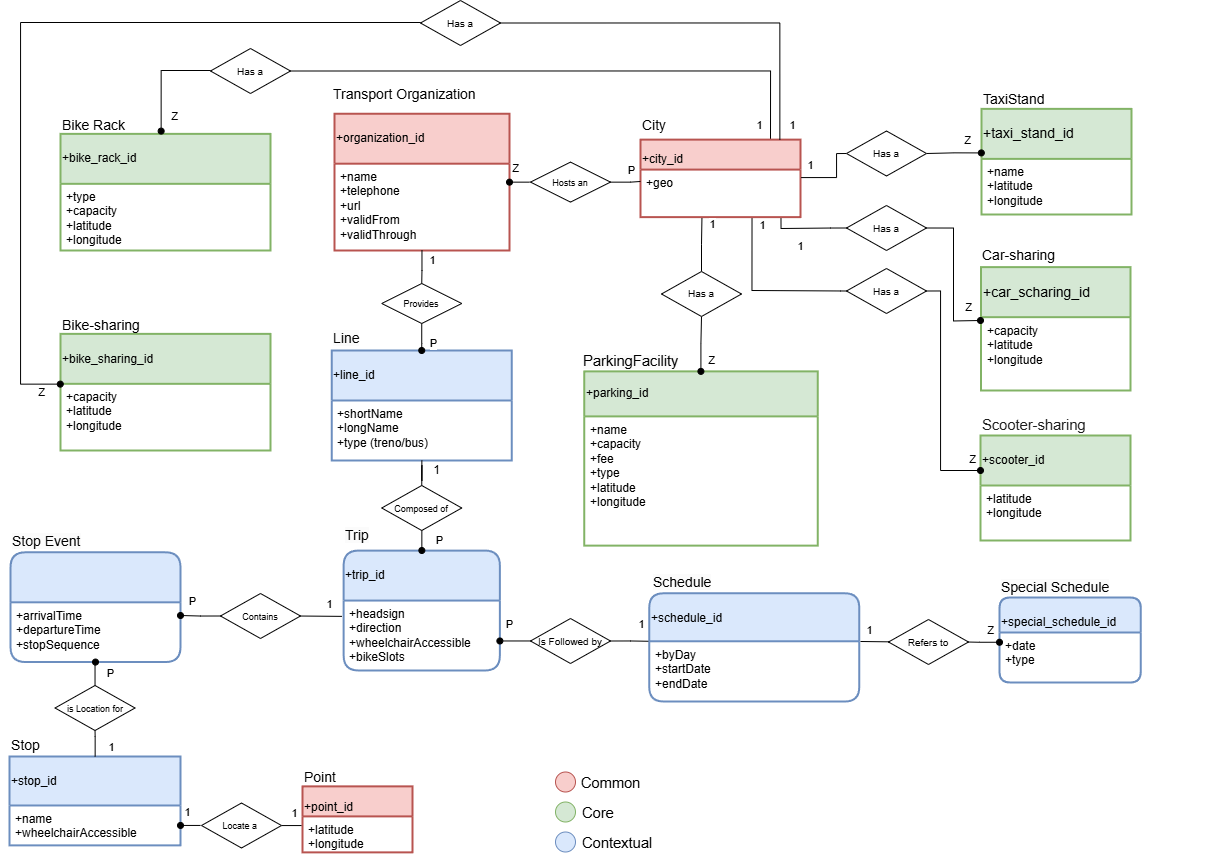 Has a
Has a
Z
1
1
Bike Rack
+bike_rack_id
+type
+capacity
+latitude
+longitude
Transport Organization
+organization_id
+name
+telephone
+url
+validFrom
+validThrough
Z
Hosts an
P
City
+city_id
+geo
1
Has a
Z
TaxiStand
+taxi_stand_id
+name
+latitude
+longitude
1
1
1
Has a
Z
Car-sharing
+car_scharing_id
+capacity
+latitude
+longitude
Has a
Z
Scooter-sharing
+scooter_id
+latitude
+longitude
Has a
Z
ParkingFacility
+parking_id
+name
+capacity
+fee
+type
+latitude
+longitude
1
Provides
P
Bike-sharing
+bike_sharing_id
+capacity
+latitude
+longitude
Z
Line
+line_id
+shortName
+longName
+type (treno/bus)
1
Composed of
P
Stop Event
+arrivalTime
+departureTime
+stopSequence
P
Contains
1
Trip
+trip_id
+headsign
+direction
+wheelchairAccessible
+bikeSlots
P
Is Followed by
1
Schedule
+schedule_id
+byDay
+startDate
+endDate
1
Refers to
Z
Special Schedule
+special_schedule_id
+date
+type
P
is Location for
1
Stop
+stop_id
+name
+wheelchairAccessible
1
Locate a
1
Point
+point_id
+latitude
+longitude
Common
Core
Contextual